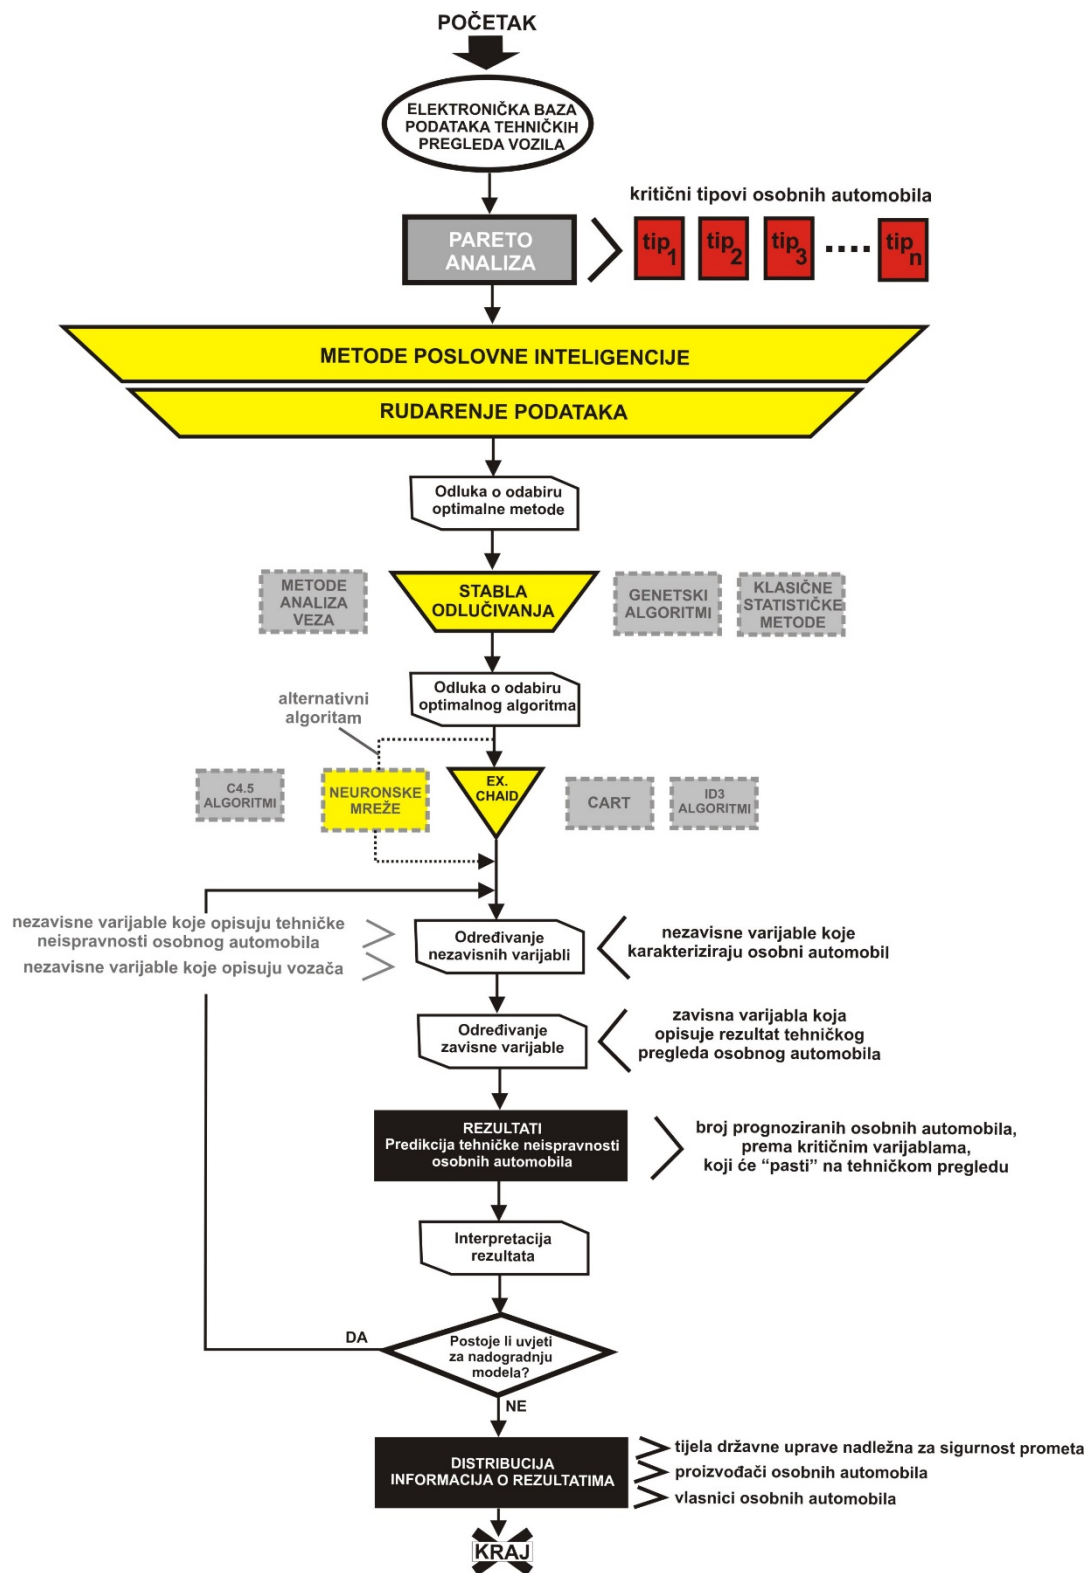 POČETAK
ELEKTRONIČKA BAZA
PODATAKA TEHNIČKIH
PREGLEDA VOZILA
kritični tipovi osobnih automobila
PARETO
ANALIZA
tip1 tip2 tip3 .... tipn
METODE POSLOVNE INTELIGENCIJE
RUDARENJE PODATAKA
Odluka o odabiru
optimalne metode
METODE
ANALIZA
VEZA
STABLA
ODLUČIVANJA
GENETSKI
ALGORITMI
KLASIČNE
STATISTIČKE
METODE
Odluka o odabiru
optimalnog algoritma
alternativni
algoritam
C4.5
ALGORITMI
NEURONSKE
MREŽE
EX.
CHAID
CART
ID3
ALGORITMI
nezavisne varijable koje opisuju tehničke
neispravnosti osobnog automobila
nezavisne varijable koje opisuju vozača
Određivanje
nezavisnih varijabli
nezavisne varijable koje
karakteriziraju osobni automobil
Određivanje
zavisne varijable
zavisna varijabla koja
opisuje rezultat tehničkog
pregleda osobnog automobila
REZULTATI
Predikcija tehničke neispravnosti
osobnih automobila
broj prognoziranih osobnih automobila,
prema kritičnim varijablama,
koji će “pasti” na tehničkom pregledu
Interpretacija
rezultata
DA
Postoje li uvjeti
za nadogradnju
modela?
NE
DISTRIBUCIJA
INFORMACIJA O REZULTATIMA
tijela državne uprave nadležna za sigurnost prometa
proizvođači osobnih automobila
vlasnici osobnih automobila
KRAJ